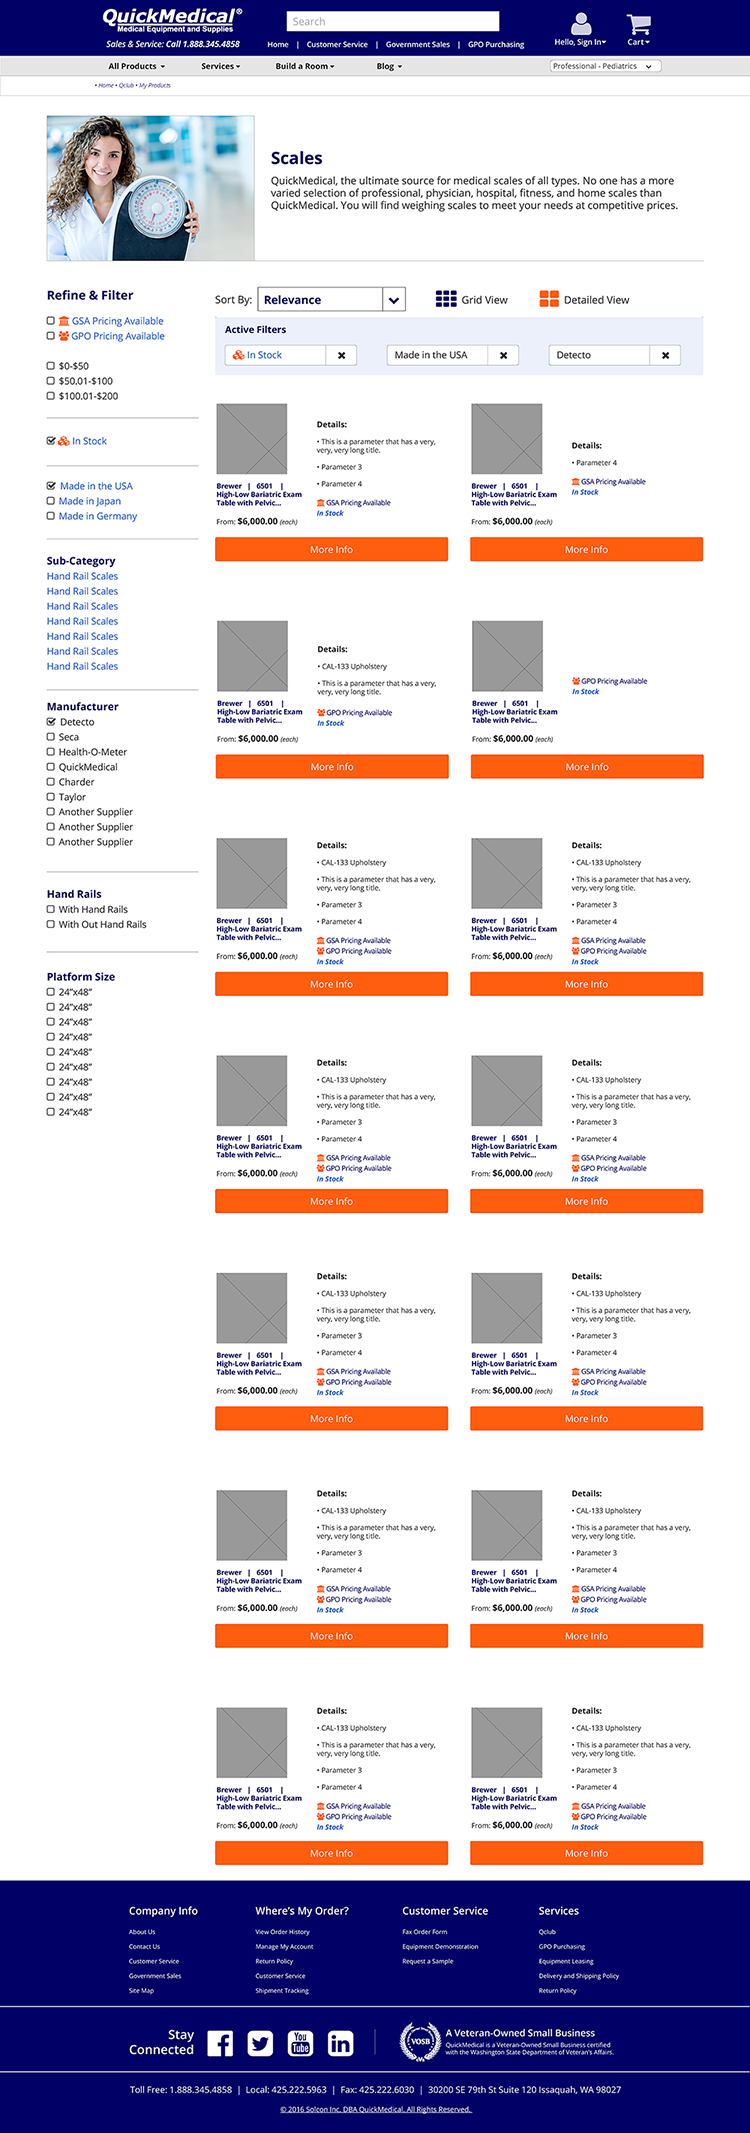 QuickMedical®
Medical Equipment and Supplies
Sales & Service: Call 1.888.345.4858
Search
Home | Customer Service | Government Sales | GPO Purchasing
Hello, Sign In
Cart
All Products
Services
Build a Room
Blog
Professional - Pediatrics
• Home • Qclub • My Products
Scales
QuickMedical, the ultimate source for medical scales of all types. No one has a more
varied selection of professional, physician, hospital, fitness, and home scales than
QuickMedical. You will find weighing scales to meet your needs at competitive prices.
Refine & Filter
GSA Pricing Available
GPO Pricing Available
$0-$50
$50.01-$100
$100.01-$200
In Stock
Made in the USA
Made in Japan
Made in Germany
Sub-Category
Hand Rail Scales
Hand Rail Scales
Hand Rail Scales
Hand Rail Scales
Hand Rail Scales
Hand Rail Scales
Hand Rail Scales
Manufacturer
Detecto
Seca
Health-O-Meter
QuickMedical
Charder
Taylor
Another Supplier
Another Supplier
Another Supplier
Hand Rails
With Hand Rails
With Out Hand Rails
Platform Size
24”x48”
24”x48”
24”x48”
24”x48”
24”x48”
24”x48”
24”x48”
24”x48”
24”x48”
Sort By: Relevance
Grid View
Detailed View
Active Filters
In Stock
Made in the USA
Detecto
Brewer | 6501 |
High-Low Bariatric Exam
Table with Pelvic...
From: $6,000.00 (each)
Details:
• This is a parameter that has a very,
very, very long title.
• Parameter 3
• Parameter 4
GSA Pricing Available
In Stock
More Info
Brewer | 6501 |
High-Low Bariatric Exam
Table with Pelvic...
From: $6,000.00 (each)
Details:
• Parameter 4
GSA Pricing Available
In Stock
More Info
Brewer | 6501 |
High-Low Bariatric Exam
Table with Pelvic...
From: $6,000.00 (each)
Details:
• CAL-133 Upholstery
• This is a parameter that has a very,
very, very long title.
GPO Pricing Available
In Stock
More Info
Brewer | 6501 |
High-Low Bariatric Exam
Table with Pelvic...
From: $6,000.00 (each)
GPO Pricing Available
In Stock
More Info
Brewer | 6501 |
High-Low Bariatric Exam
Table with Pelvic...
From: $6,000.00 (each)
Details:
• CAL-133 Upholstery
• This is a parameter that has a very,
very, very long title.
• Parameter 3
• Parameter 4
GSA Pricing Available
GPO Pricing Available
In Stock
More Info
Brewer | 6501 |
High-Low Bariatric Exam
Table with Pelvic...
From: $6,000.00 (each)
Details:
• CAL-133 Upholstery
• This is a parameter that has a very,
very, very long title.
• Parameter 3
• Parameter 4
GSA Pricing Available
GPO Pricing Available
In Stock
More Info
Brewer | 6501 |
High-Low Bariatric Exam
Table with Pelvic...
From: $6,000.00 (each)
Details:
• CAL-133 Upholstery
• This is a parameter that has a very,
very, very long title.
• Parameter 3
• Parameter 4
GSA Pricing Available
GPO Pricing Available
In Stock
More Info
Brewer | 6501 |
High-Low Bariatric Exam
Table with Pelvic...
From: $6,000.00 (each)
Details:
• CAL-133 Upholstery
• This is a parameter that has a very,
very, very long title.
• Parameter 3
• Parameter 4
GSA Pricing Available
GPO Pricing Available
In Stock
More Info
Brewer | 6501 |
High-Low Bariatric Exam
Table with Pelvic...
From: $6,000.00 (each)
Details:
• CAL-133 Upholstery
• This is a parameter that has a very,
very, very long title.
• Parameter 3
• Parameter 4
GSA Pricing Available
GPO Pricing Available
In Stock
More Info
Brewer | 6501 |
High-Low Bariatric Exam
Table with Pelvic...
From: $6,000.00 (each)
Details:
• CAL-133 Upholstery
• This is a parameter that has a very,
very, very long title.
• Parameter 3
• Parameter 4
GSA Pricing Available
GPO Pricing Available
In Stock
More Info
Brewer | 6501 |
High-Low Bariatric Exam
Table with Pelvic...
From: $6,000.00 (each)
Details:
• CAL-133 Upholstery
• This is a parameter that has a very,
very, very long title.
• Parameter 3
• Parameter 4
GSA Pricing Available
GPO Pricing Available
In Stock
More Info
Brewer | 6501 |
High-Low Bariatric Exam
Table with Pelvic...
From: $6,000.00 (each)
Details:
• CAL-133 Upholstery
• This is a parameter that has a very,
very, very long title.
• Parameter 3
• Parameter 4
GSA Pricing Available
GPO Pricing Available
In Stock
More Info
Brewer | 6501 |
High-Low Bariatric Exam
Table with Pelvic...
From: $6,000.00 (each)
Details:
• CAL-133 Upholstery
• This is a parameter that has a very,
very, very long title.
• Parameter 3
• Parameter 4
GSA Pricing Available
GPO Pricing Available
In Stock
More Info
Brewer | 6501 |
High-Low Bariatric Exam
Table with Pelvic...
From: $6,000.00 (each)
Details:
• CAL-133 Upholstery
• This is a parameter that has a very,
very, very long title.
• Parameter 3
• Parameter 4
GSA Pricing Available
GPO Pricing Available
In Stock
More Info
Company Info
About Us
Contact Us
Customer Service
Government Sales
Site Map
Where’s My Order?
View Order History
Manage My Account
Return Policy
Customer Service
Shipment Tracking
Customer Service
Fax Order Form
Equipment Demonstration
Request a Sample
Services
Qclub
GPO Purchasing
Equipment Leasing
Delivery and Shipping Policy
Return Policy
Stay
Connected
You
Tube
VOSB
A Veteran-Owned Small Business
QuickMedical is a Veteran-Owned Small Business certified
with the Washington State Department of Veteran’s Affairs.
Toll Free: 1.888.345.4858 | Local: 425.222.5963 | Fax: 425.222.6030 | 30200 SE 79th St Suite 120 Issaquah, WA 98027
© 2016 Solcon Inc. DBA QuickMedical. All Rights Reserved.